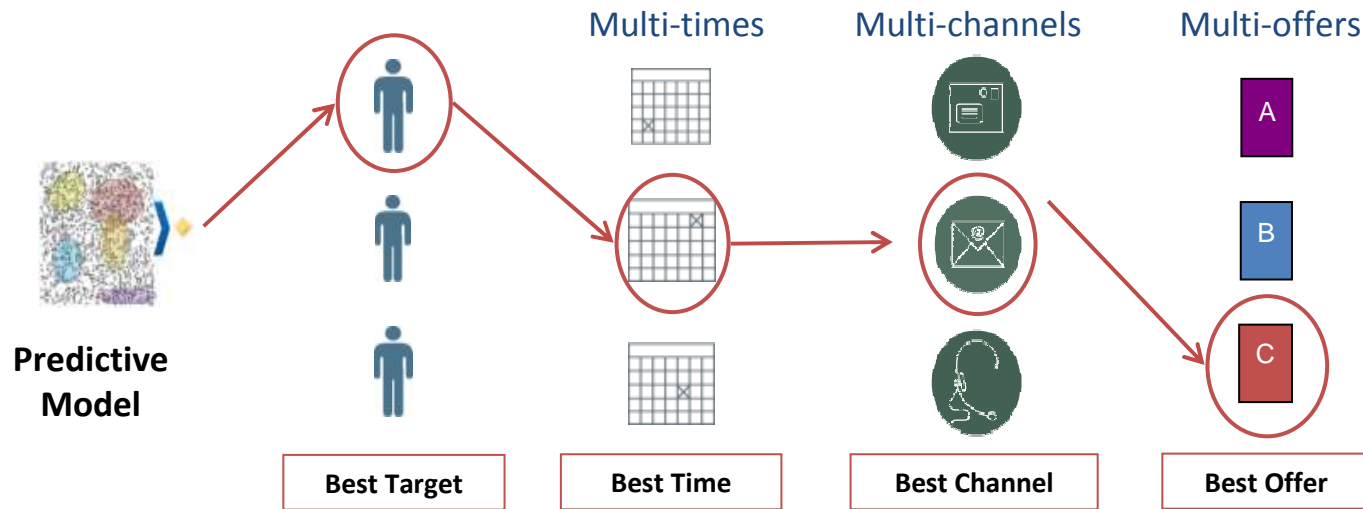 Multi-times
Multi-channels
Multi-offers
A
@
B
C
Predictive
Model
Best Target
Best Time
Best Channel
Best Offer